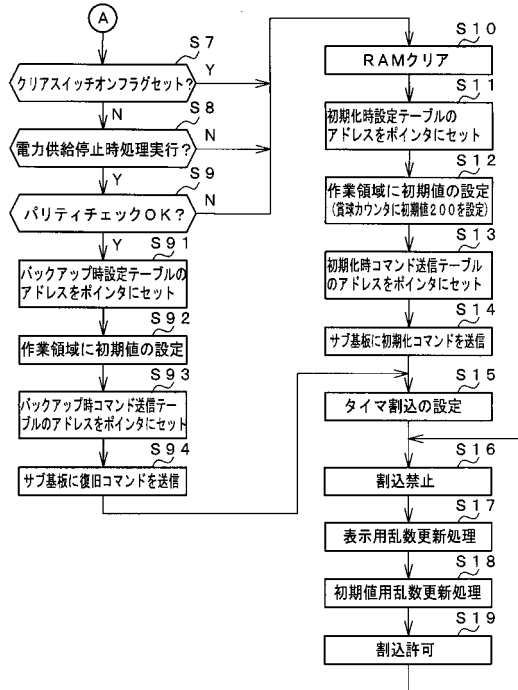 A
S7
クリアスイッチオンフラグセット?
Y
N
S8
電力供給停止時処理実行?
N
Y
S9
パリティチェックOK?
N
Y
S91
バックアップ時設定テーブルの
アドレスをポインタにセット
S92
作業領域に初期値の設定
S93
バックアップ時コマンド送信テー
ブルのアドレスをポインタにセット
S94
サブ基板に復旧コマンドを送信
S10
RAMクリア
S11
初期化時設定テーブルの
アドレスをポインタにセット
S12
作業領域に初期値の設定
(賞球カウンタに初期値200を設定)
S13
初期化時コマンド送信テーブル
のアドレスをポインタにセット
S14
サブ基板に初期化コマンドを送信
S15
タイマ割込の設定
S16
割込禁止
S17
表示用乱数更新処理
S18
初期値用乱数更新処理
S19
割込許可